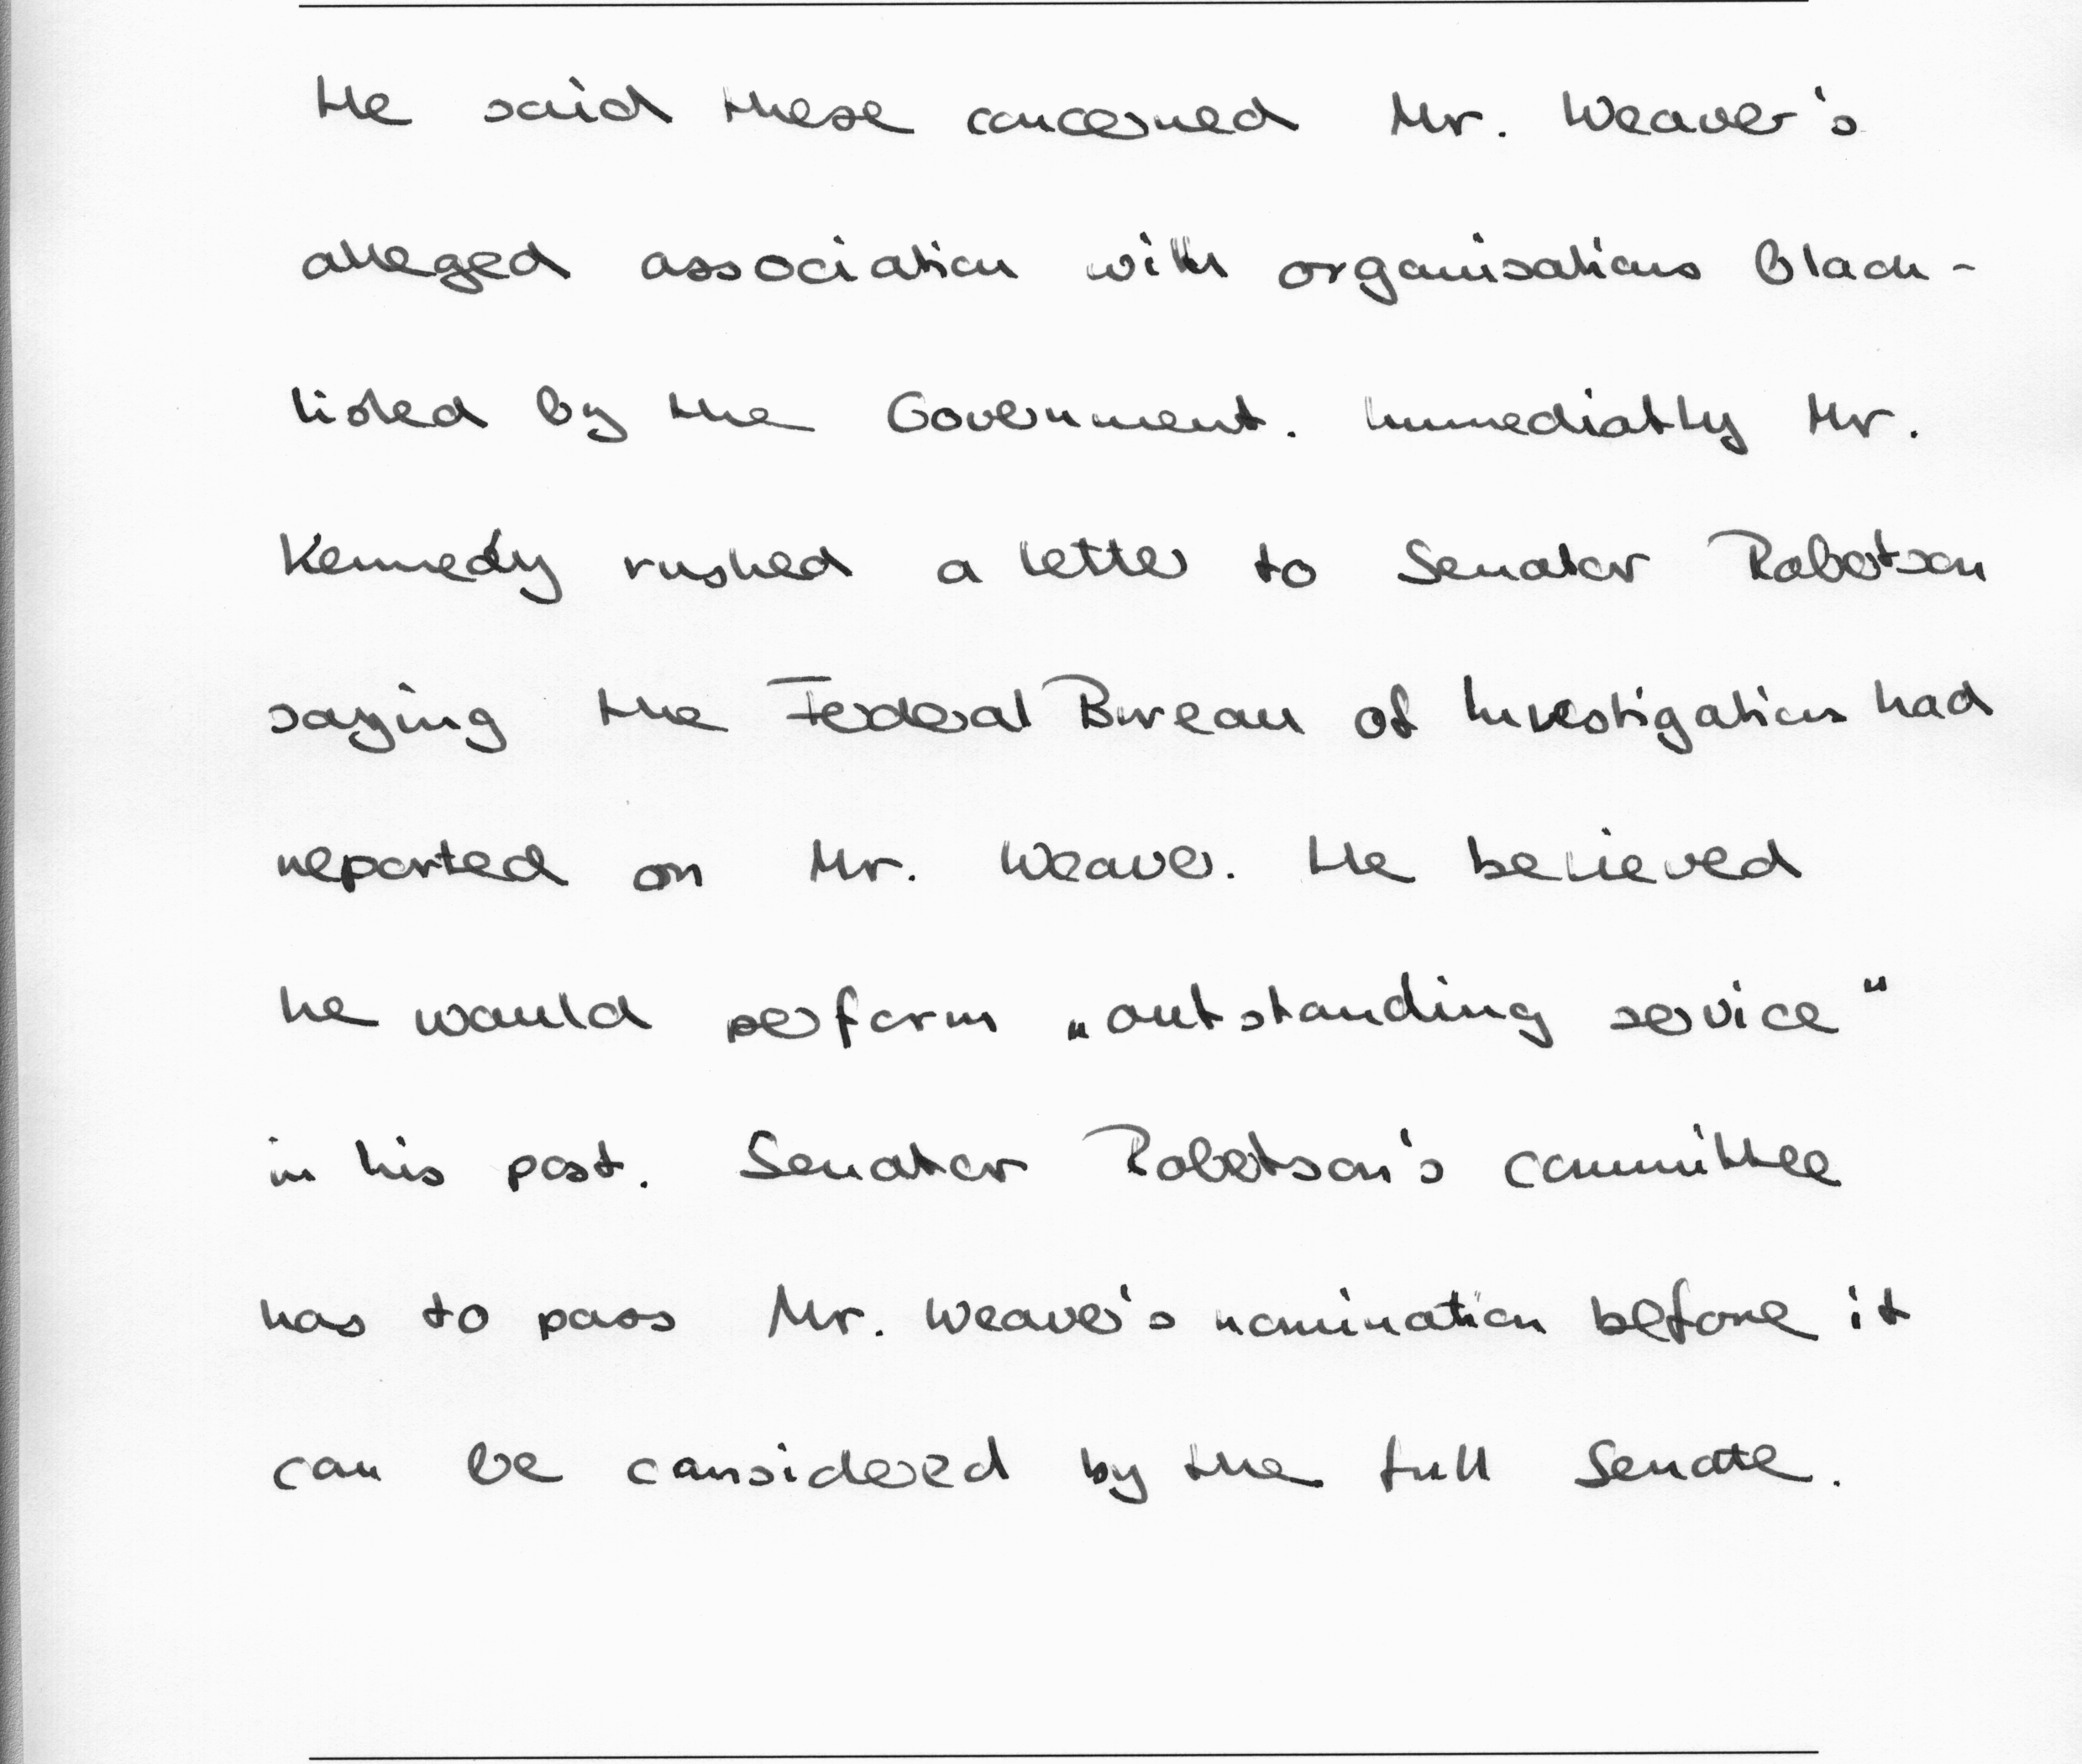 He said these concerned Mr. Weaver's
alleged association with organisations black-
listed by the Government. Immediatly Mr.
Kennedy rushed a letter to Senator Robertson
saying the Federal Bureau of Investigation had
reported on Mr. Weaver. He believed
he would perform „outstanding service"
in his post. Senator Robertson's committee
has to pass Mr. Weaver's nomination before it
can be considered by the full Senate.